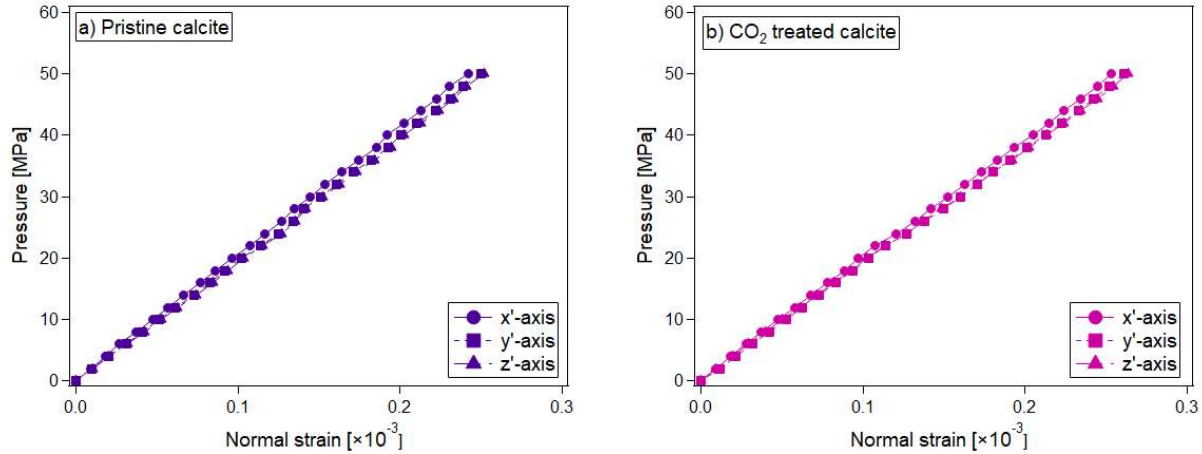 a) Pristine calcite
60
50
40
30
20
10
0
Pressure [MPa]
x'-axis
y'-axis
z'-axis
0.0 0.1 0.2 0.3
Normal strain [×10⁻³]
b) CO₂ treated calcite
60
50
40
30
20
10
0
Pressure [MPa]
x'-axis
y'-axis
z'-axis
0.0 0.1 0.2 0.3
Normal strain [×10⁻³]